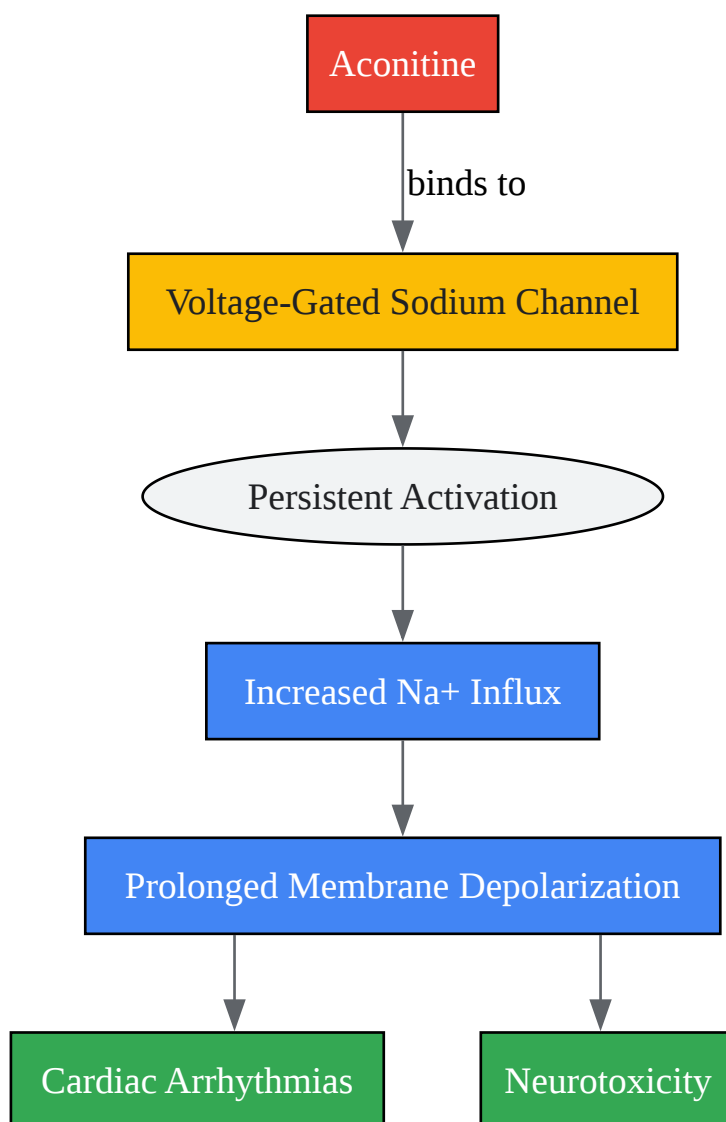 Aconitine
binds to
Voltage-Gated Sodium Channel
Persistent Activation
Increased Na+ Influx
Prolonged Membrane Depolarization
Cardiac Arrhythmias
Neurotoxicity